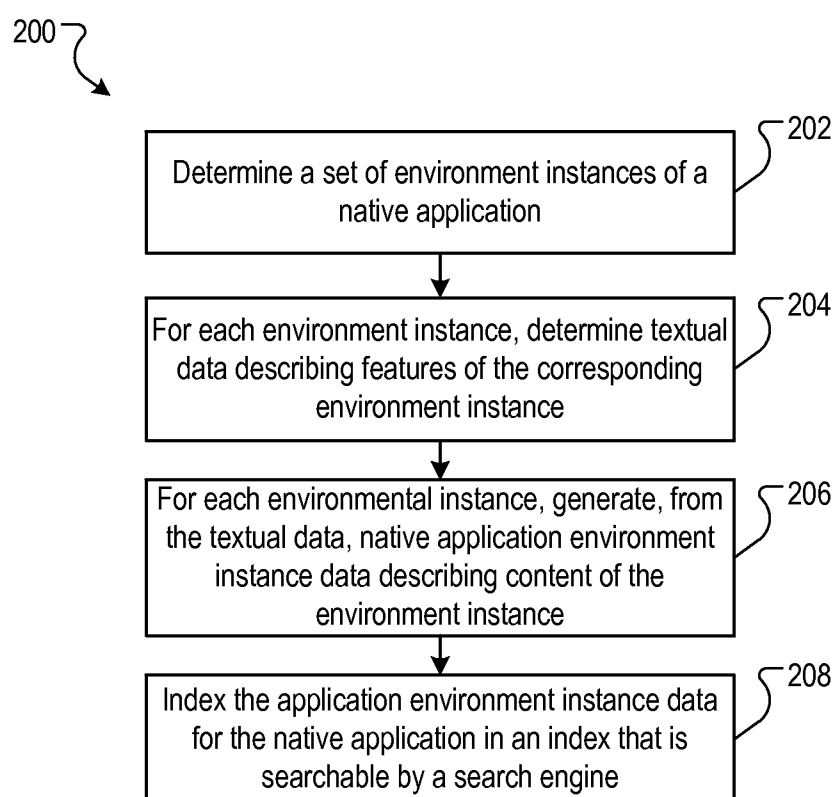 200
202
Determine a set of environment instances of a
native application
204
For each environment instance, determine textual
data describing features of the corresponding
environment instance
206
For each environmental instance, generate, from
the textual data, native application environment
instance data describing content of the
environment instance
208
Index the application environment instance data
for the native application in an index that is
searchable by a search engine